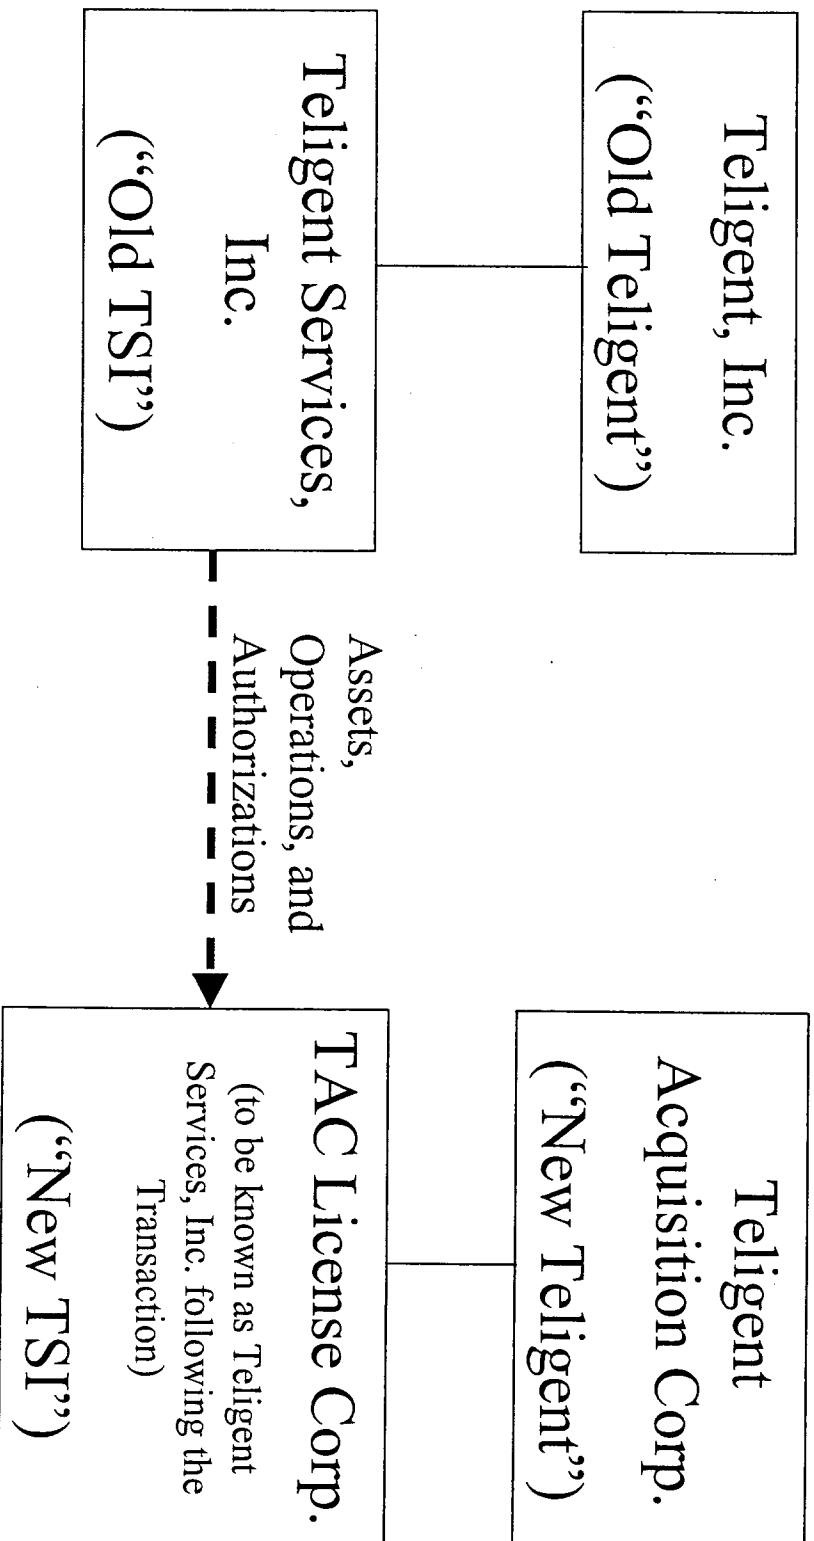 Teligent, Inc.
(“Old Teligent”)
Teligent
Acquisition Corp.
(“New Teligent”)
Teligent Services,
Inc.
(“Old TSI”)
Assets,
Operations, and
Authorizations
TAC License Corp.
(to be known as Teligent
Services, Inc. following the
Transaction)
(“New TSI”)